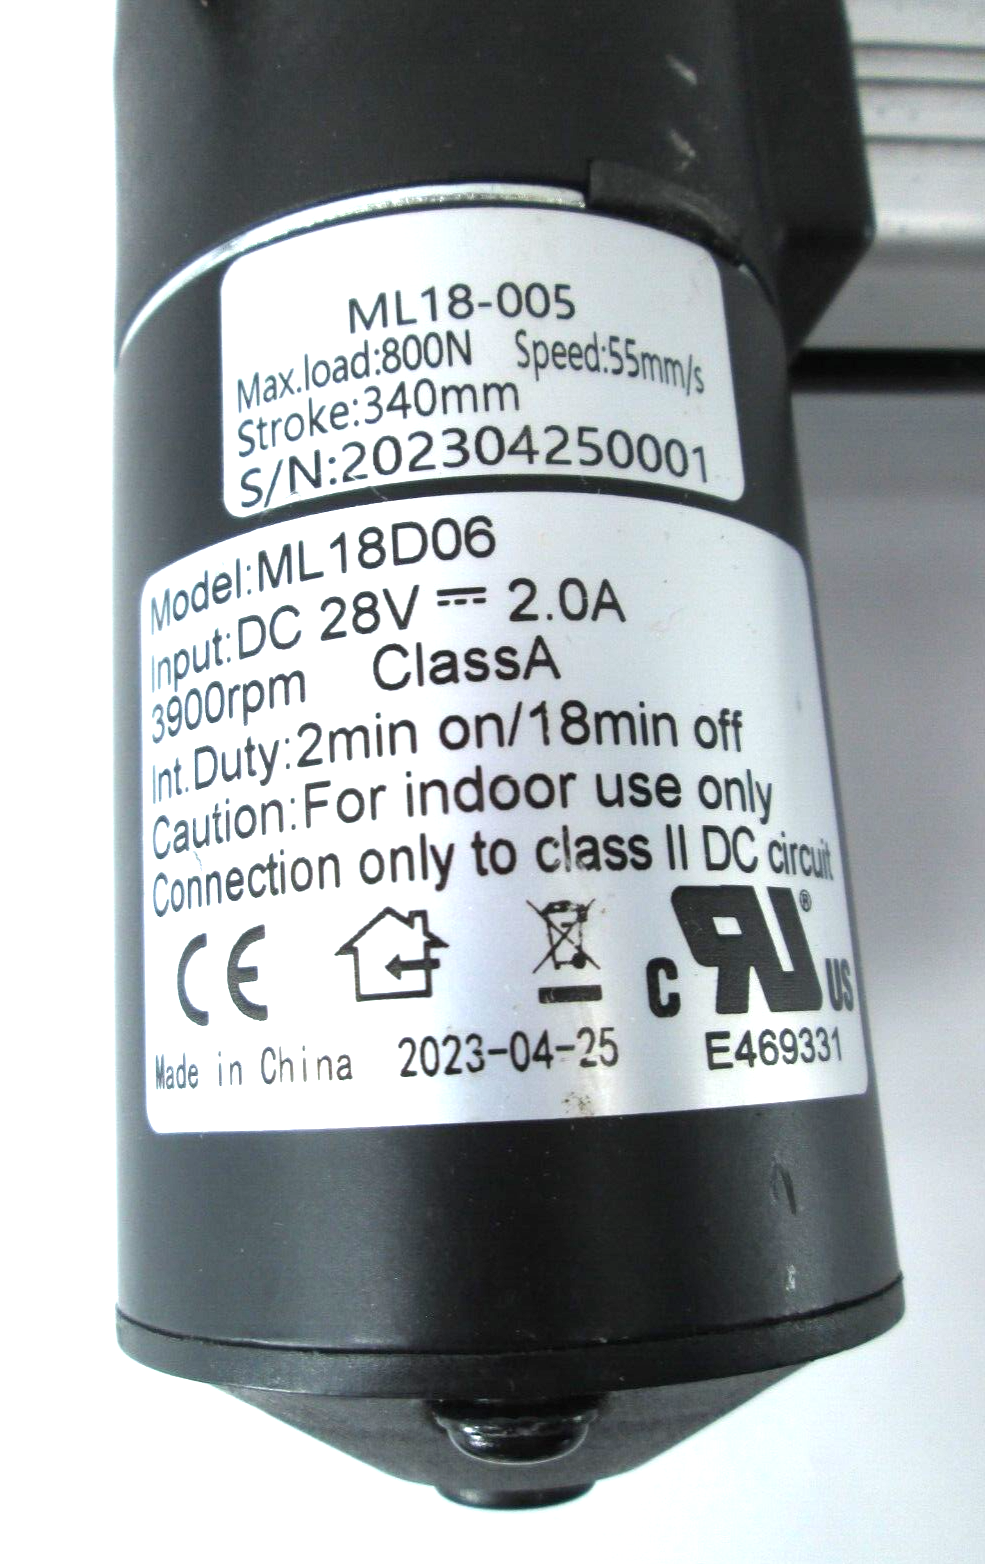 ML18-005
Max.load:800N Speed:55mm/s
Stroke:340mm
S/N:202304250001
Model:ML18D06
Input:DC 28V ⎓ 2.0A
3900rpm ClassA
Int.Duty:2min on/18min off
Caution:For indoor use only
Connection only to class II DC circuit
CE c RU ® US
Made in China 2023-04-25 E469331